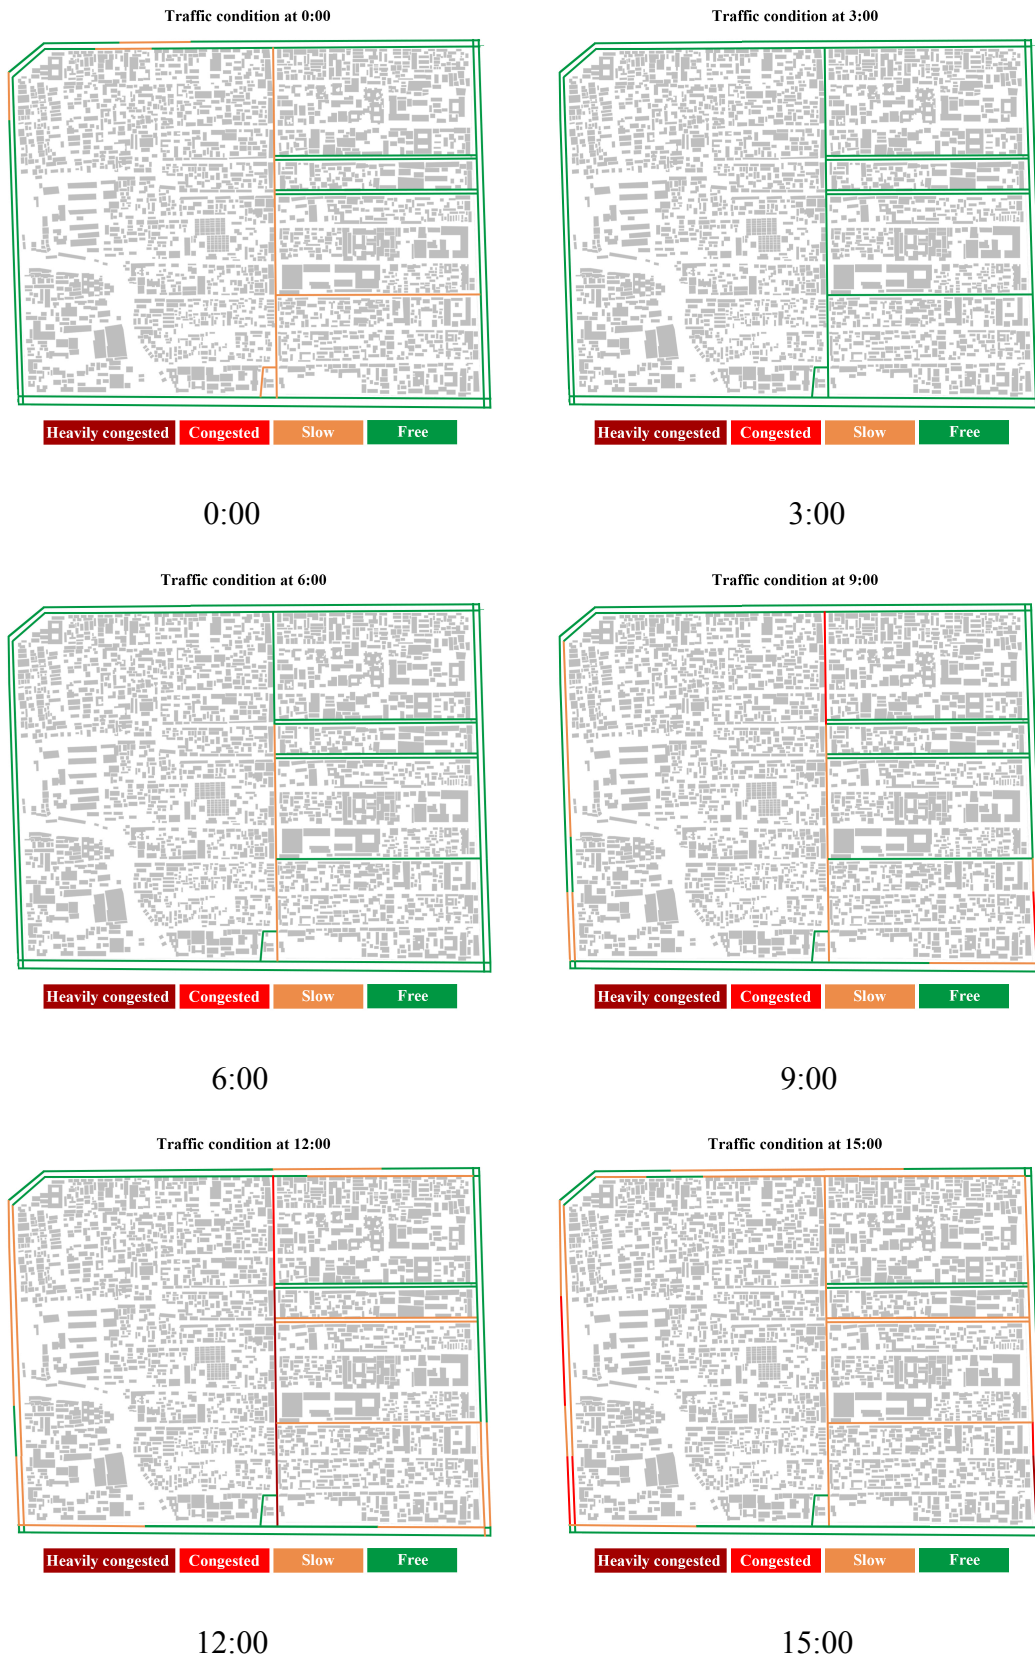 Traffic condition at 0:00
Traffic condition at 3:00
Heavily congested Congested Slow Free
Heavily congested Congested Slow Free
0:00
3:00
Traffic condition at 6:00
Traffic condition at 9:00
Heavily congested Congested Slow Free
Heavily congested Congested Slow Free
6:00
9:00
Traffic condition at 12:00
Traffic condition at 15:00
Heavily congested Congested Slow Free
Heavily congested Congested Slow Free
12:00
15:00